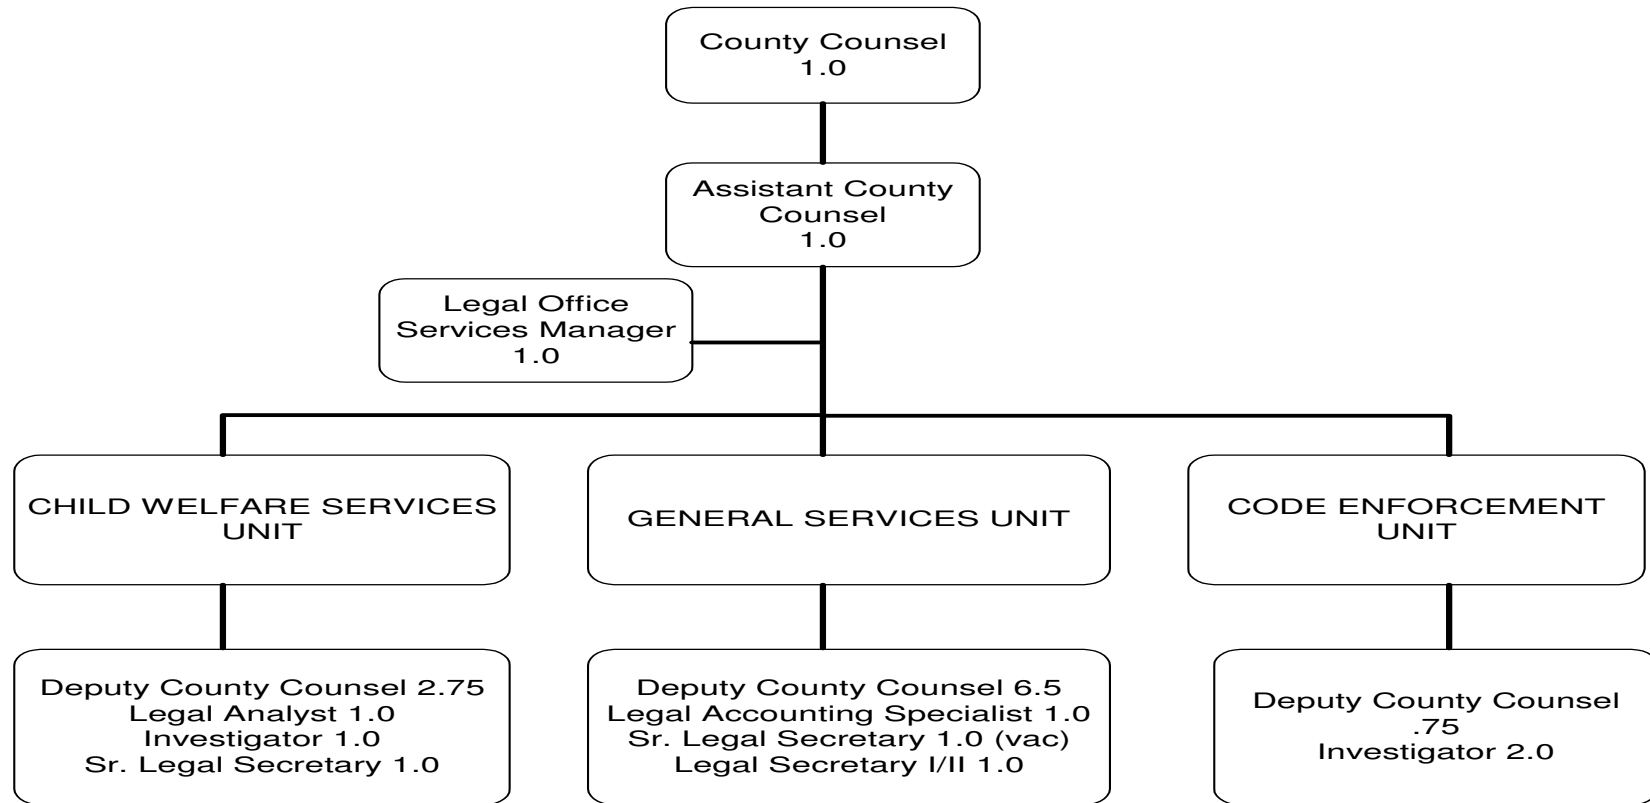 County Counsel
1.0
Assistant County
Counsel
1.0
Legal Office
Services Manager
1.0
CHILD WELFARE SERVICES
UNIT
GENERAL SERVICES UNIT
CODE ENFORCEMENT
UNIT
Deputy County Counsel 2.75
Legal Analyst 1.0
Investigator 1.0
Sr. Legal Secretary 1.0
Deputy County Counsel 6.5
Legal Accounting Specialist 1.0
Sr. Legal Secretary 1.0 (vac)
Legal Secretary I/II 1.0
Deputy County Counsel
.75
Investigator 2.0